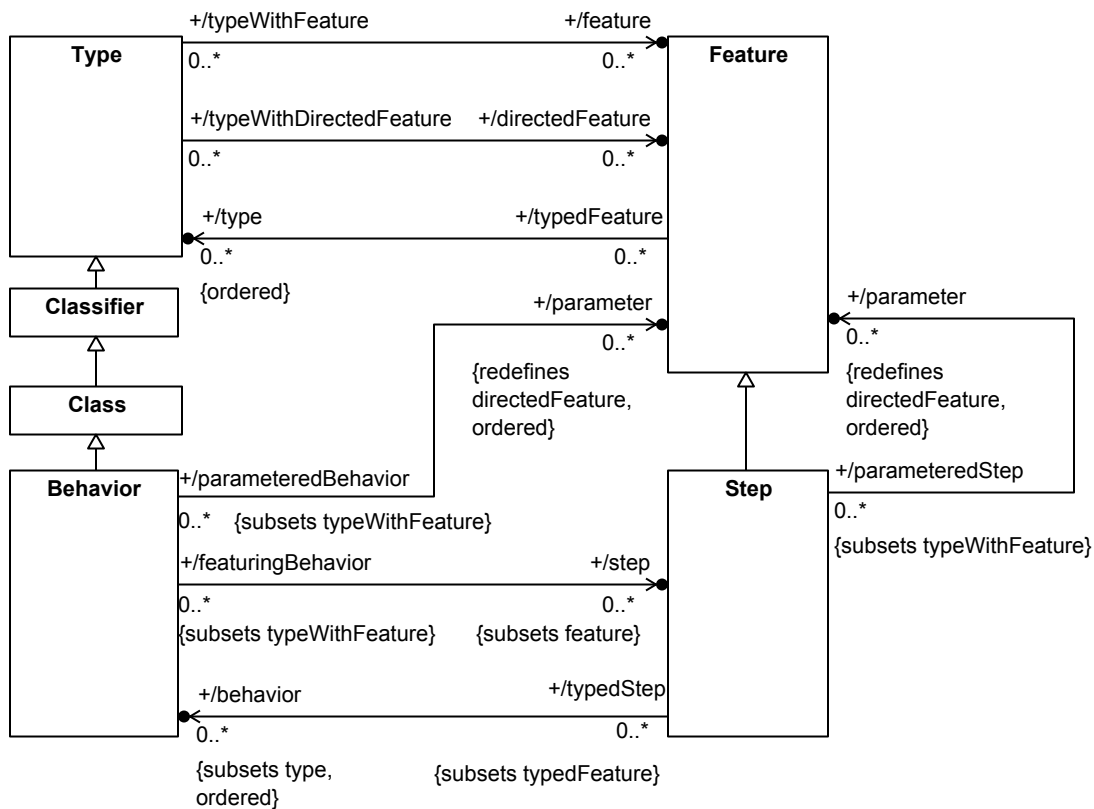 +/typeWithFeature
+/feature
Type
Feature
0..*
0..*
+/typeWithDirectedFeature
+/directedFeature
0..*
0..*
+/type
+/typedFeature
0..*
0..*
{ordered}
Classifier
+/parameter
+/parameter
0..*
0..*
{redefines
directedFeature,
ordered}
{redefines
directedFeature,
ordered}
Class
Behavior
+/parameteredBehavior
Step
+/parameteredStep
0..*
{subsets typeWithFeature}
0..*
{subsets typeWithFeature}
+/featuringBehavior
+/step
0..*
0..*
{subsets typeWithFeature}
{subsets feature}
+/behavior
+/typedStep
0..*
0..*
{subsets type,
ordered}
{subsets typedFeature}